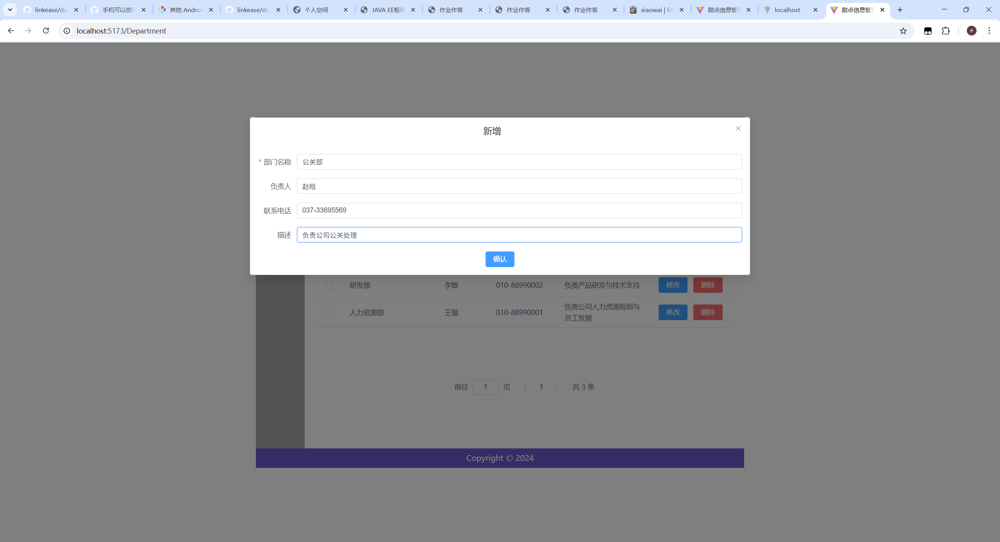 linkease/do
手机可以使用
其他 Androi
linkease/do
个人空间
JAVA EE框架
作业作答
作业作答
作业作答
xiaowai | Et
甜点信息管理
localhost
甜点信息管理
localhost:5173/Department
e
新增
* 部门名称 公关部
负责人 赵晗
联系电话 037-33695569
描述 负责公司公关处理
确认
研发部 李敏 010-88990002 负责产品研发与技术支持 修改 删除
人力资源部 王强 010-88990001 负责公司人力资源规划与
员工发展 修改 删除
前往 1 页 1 共 3 条
Copyright © 2024